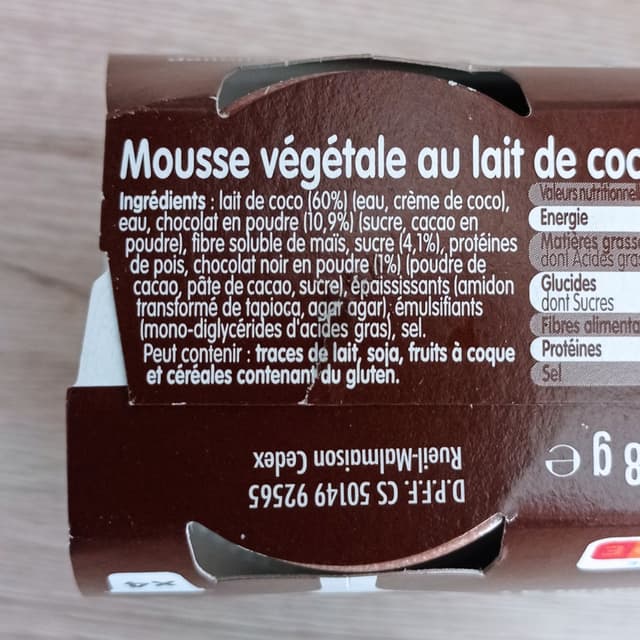 Mousse végétale au lait de coc
Ingrédients : lait de coco (60%) (eau, crème de coco),
eau, chocolat en poudre (10,9%) (sucre, cacao en
poudre), fibre soluble de maïs, sucre (4,1%), protéines
de pois, chocolat noir en poudre (1%) (poudre de
cacao, pâte de cacao, sucre), épaississants (amidon
transformé de tapioca, agar agar), émulsifiants
(mono-diglycérides d'acides gras), sel.
Peut contenir : traces de lait, soja, fruits à coque
et céréales contenant du gluten.
Valeurs nutritionnell
Energie
Matières grasse
dont Acides gras
Glucides
dont Sucres
Fibres alimenta
Protéines
Sel
8 g e
D.P.F.F. CS 50149 92565
Rueil-Malmaison Cedex
x4